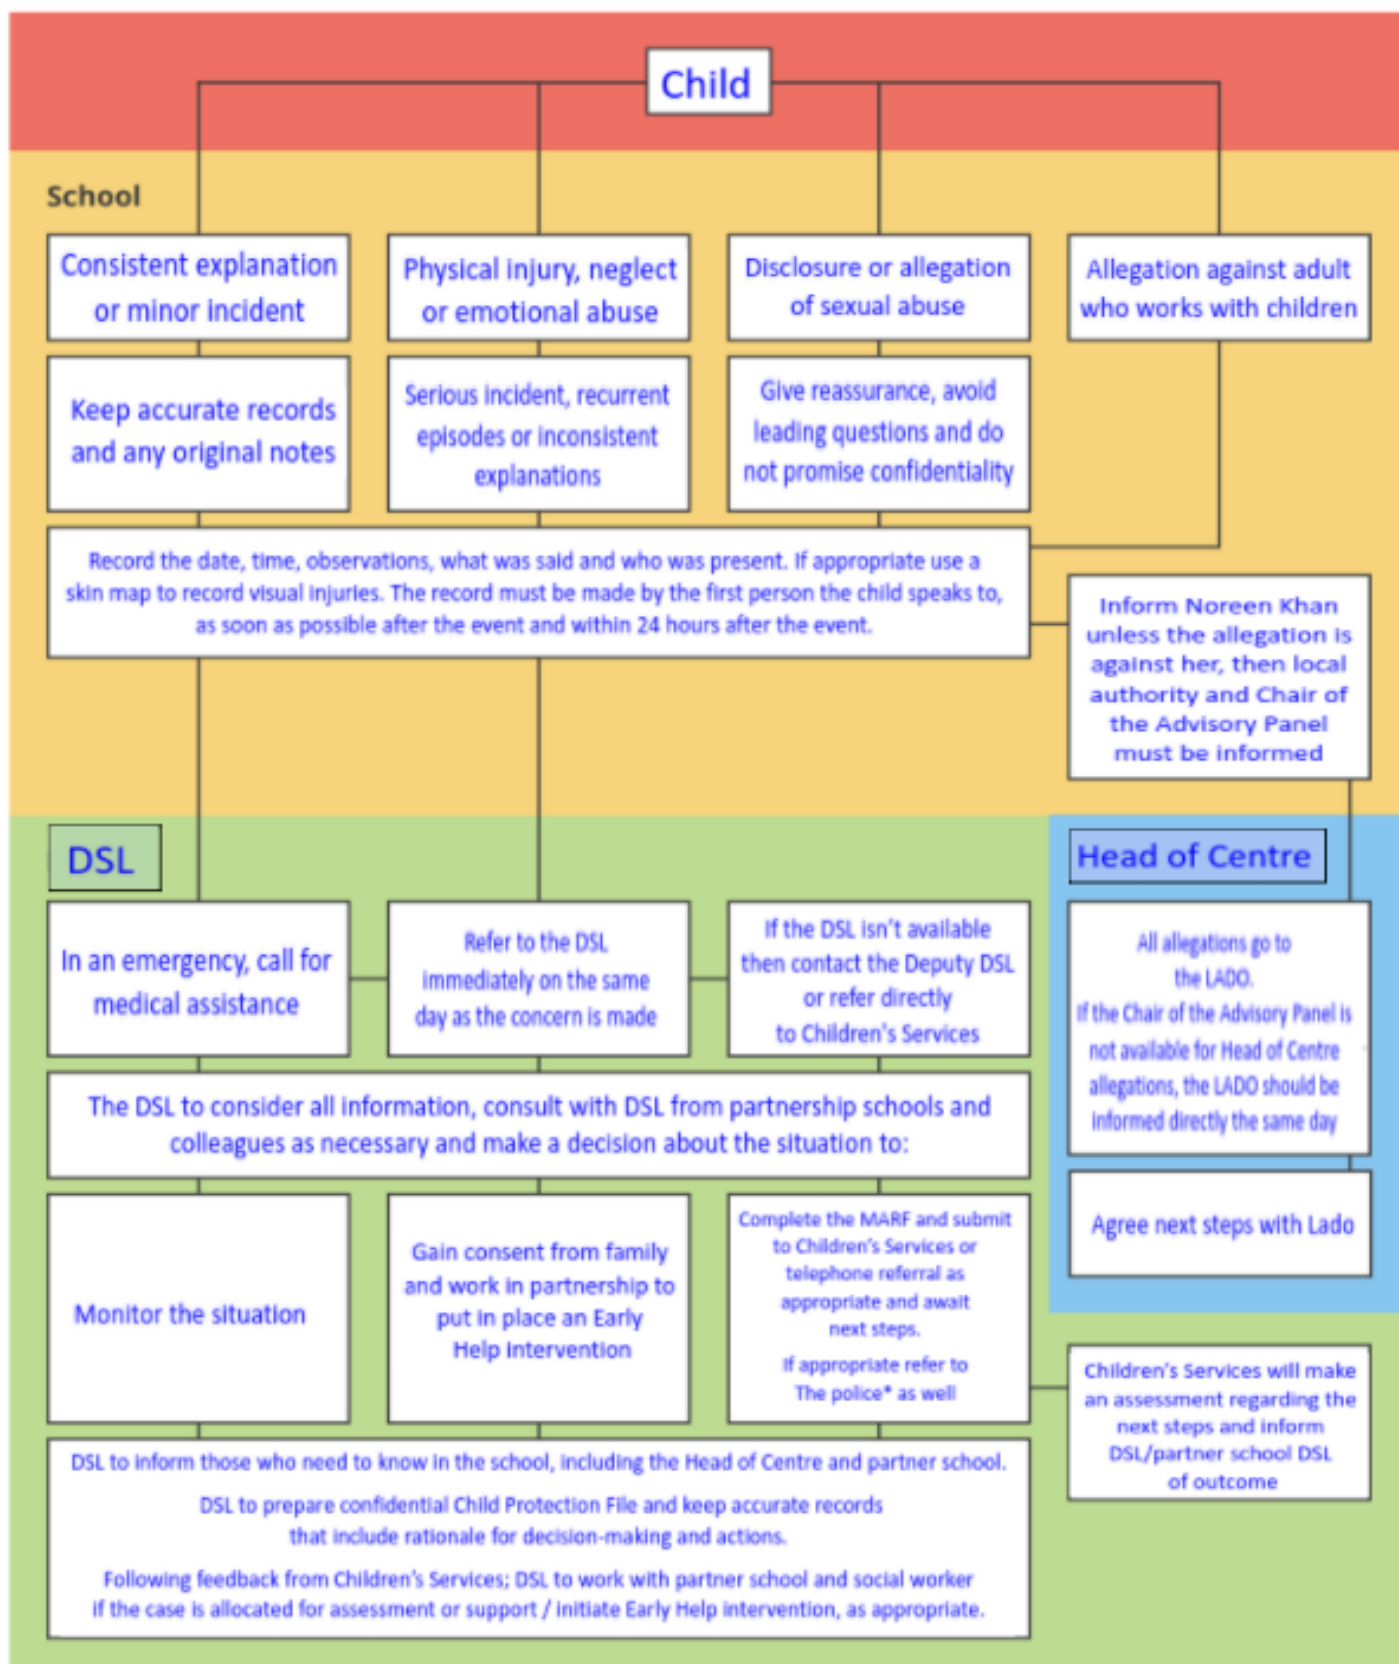 Child
School
Consistent explanation
or minor incident
Physical injury, neglect
or emotional abuse
Disclosure or allegation
of sexual abuse
Allegation against adult
who works with children
Keep accurate records
and any original notes
Serious incident, recurrent
episodes or inconsistent
explanations
Give reassurance, avoid
leading questions and do
not promise confidentiality
Record the date, time, observations, what was said and who was present. If appropriate use a
skin map to record visual injuries. The record must be made by the first person the child speaks to,
as soon as possible after the event and within 24 hours after the event.
Inform Noreen Khan
unless the allegation is
against her, then local
authority and Chair of
the Advisory Panel
must be informed
DSL
Head of Centre
In an emergency, call for
medical assistance
Refer to the DSL
immediately on the same
day as the concern is made
If the DSL isn't available
then contact the Deputy DSL
or refer directly
to Children's Services
All allegations go to
the LADO.
If the Chair of the Advisory Panel is
not available for Head of Centre
allegations, the LADO should be
informed directly the same day
The DSL to consider all information, consult with DSL from partnership schools and
colleagues as necessary and make a decision about the situation to:
Agree next steps with Lado
Monitor the situation
Gain consent from family
and work in partnership to
put in place an Early
Help Intervention
Complete the MARF and submit
to Children's Services or
telephone referral as
appropriate and await
next steps.
If appropriate refer to
The police* as well
Children's Services will make
an assessment regarding the
next steps and inform
DSL/partner school DSL
of outcome
DSL to inform those who need to know in the school, including the Head of Centre and partner school.
DSL to prepare confidential Child Protection File and keep accurate records
that include rationale for decision-making and actions.
Following feedback from Children's Services; DSL to work with partner school and social worker
if the case is allocated for assessment or support / Initiate Early Help intervention, as appropriate.